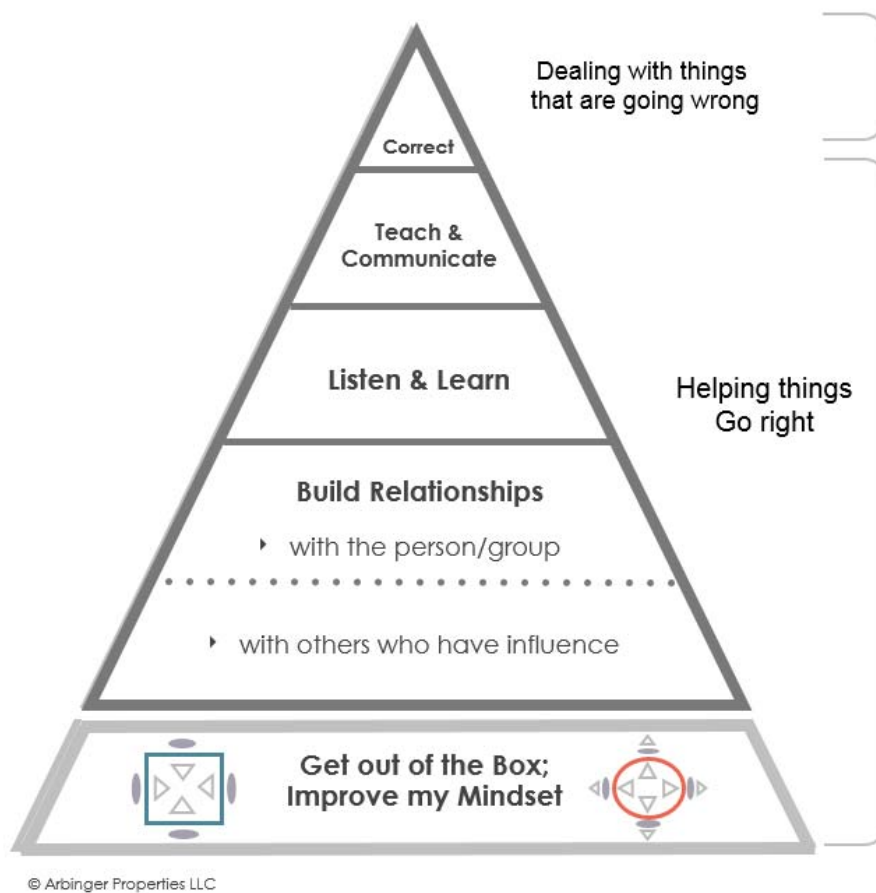 Dealing with things
that are going wrong
Correct
Teach &
Communicate
Listen & Learn
Helping things
Go right
Build Relationships
with the person/group
with others who have influence
Get out of the Box;
Improve my Mindset
© Arbinger Properties LLC